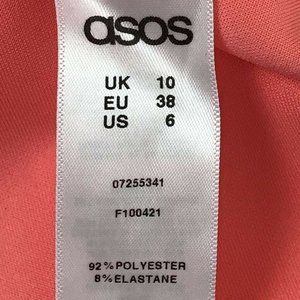 asos
UK 10
EU 38
US 6
07255341
F100421
92% POLYESTER
8% ELASTANE